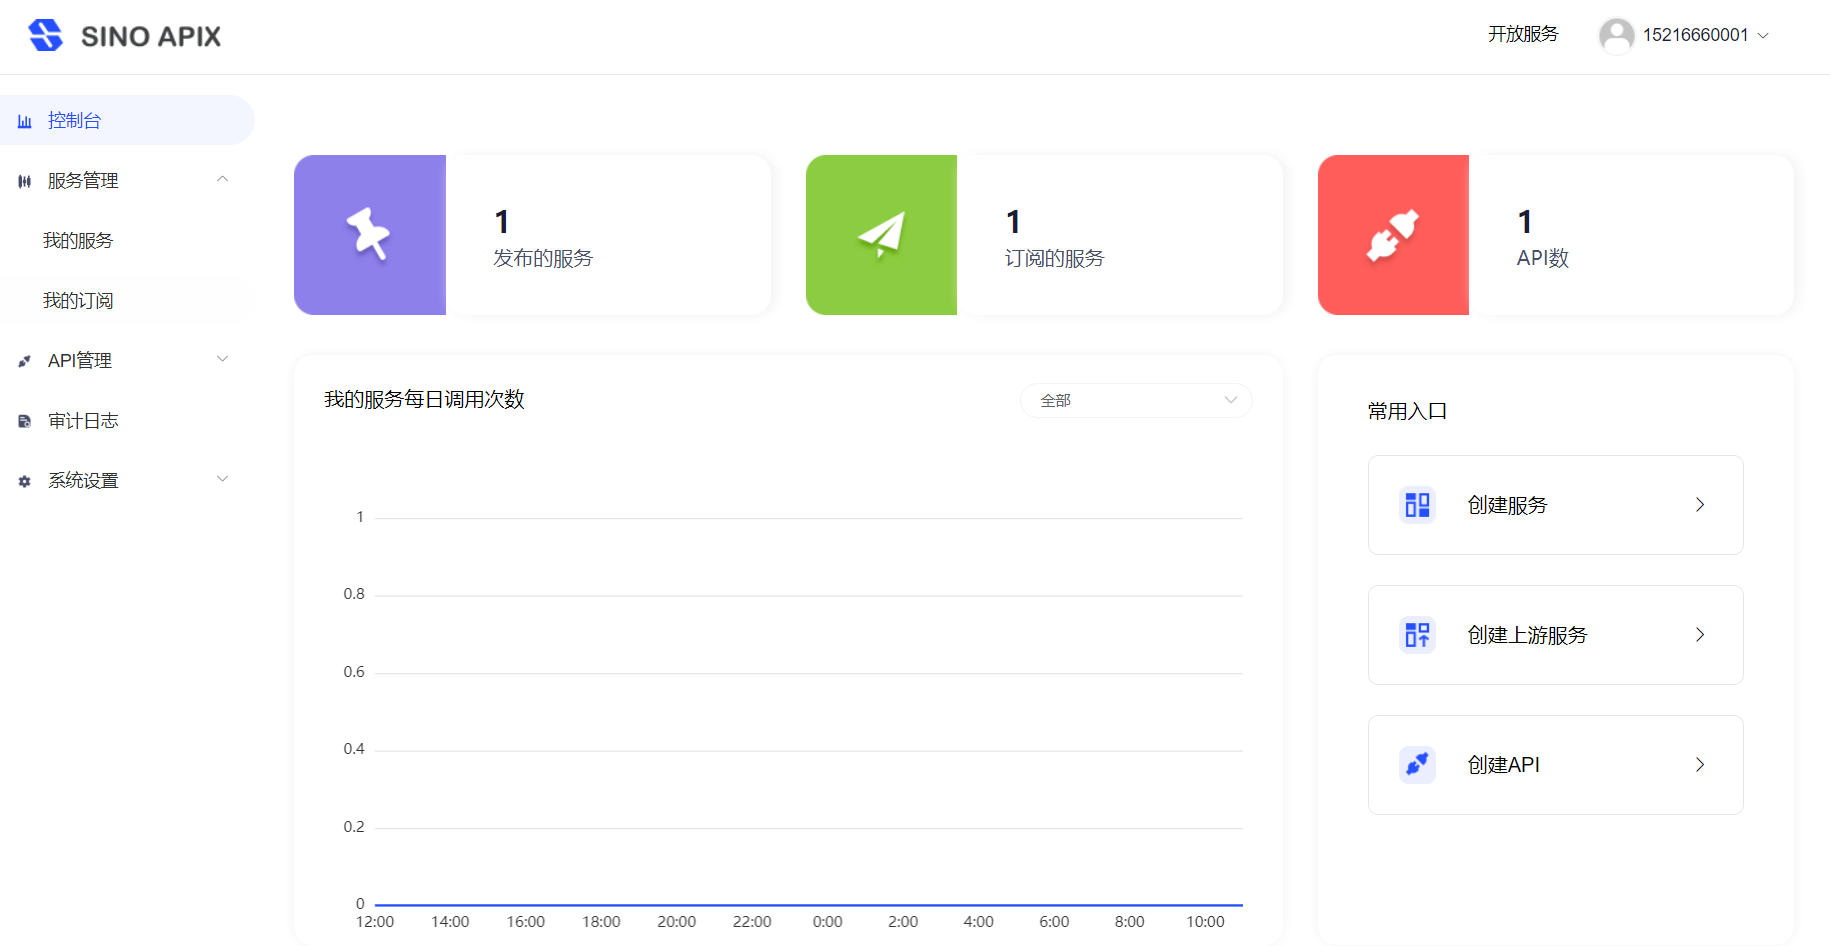 SINO APIX
开放服务
15216660001
控制台
服务管理
我的服务
我的订阅
API管理
审计日志
系统设置
1
发布的服务
1
订阅的服务
1
API数
我的服务每日调用次数
全部
1
0.8
0.6
0.4
0.2
0
12:00 14:00 16:00 18:00 20:00 22:00 0:00 2:00 4:00 6:00 8:00 10:00
常用入口
创建服务
创建上游服务
创建API